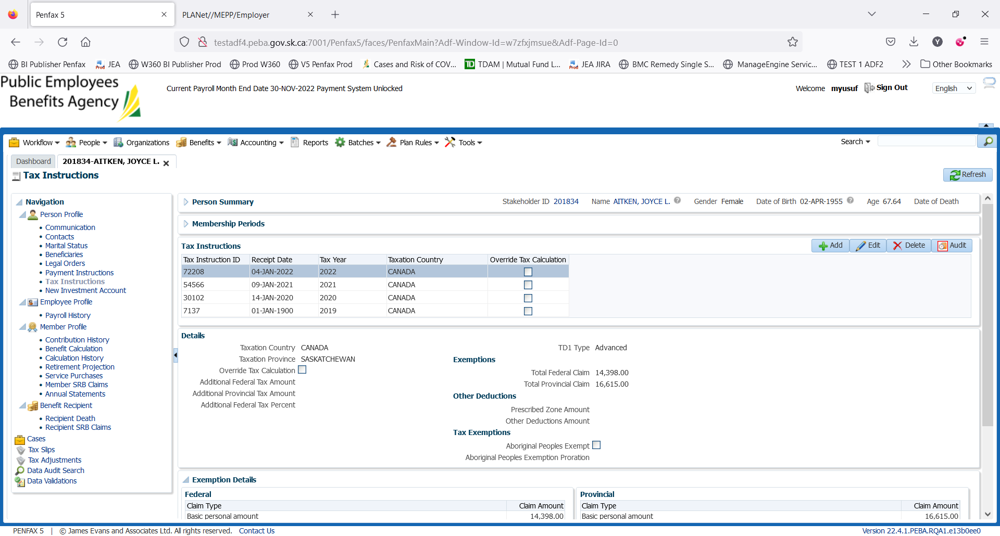 Penfax 5
PLANet//MEPP/Employer
testadf4.peba.gov.sk.ca:7001/Penfax5/faces/PenfaxMain?Adf-Window-Id=w7zfxjmsue&Adf-Page-Id=0
Y
BI Publisher Penfax
Prod
JEA
W360 BI Publisher Prod
Prod W360
V5 Penfax Prod
Cases and Risk of COV...
TD
TDAM | Mutual Fund L...
Prod
JEA JIRA
BMC Remedy Single S...
ManageEngine Servic...
TEST 1 ADF2
Other Bookmarks
Public Employees
Benefits Agency
Current Payroll Month End Date 30-NOV-2022 Payment System Unlocked
Welcome myusuf
Sign Out
English
Workflow
People
Organizations
Benefits
Accounting
Reports
Batches
Plan Rules
Tools
Search
Dashboard
201834-AITKEN, JOYCE L.
Tax Instructions
Refresh
Navigation
Person Profile
Communication
Contacts
Marital Status
Beneficiaries
Legal Orders
Payment Instructions
Tax Instructions
New Investment Account
Employee Profile
Payroll History
Member Profile
Contribution History
Benefit Calculation
Calculation History
Retirement Projection
Service Purchases
Member SRB Claims
Annual Statements
Benefit Recipient
Recipient Death
Recipient SRB Claims
Cases
Tax Slips
Tax Adjustments
Data Audit Search
Data Validations
Person Summary
Stakeholder ID 201834 Name AITKEN, JOYCE L. Gender Female Date of Birth 02-APR-1955 Age 67.64 Date of Death
Membership Periods
Tax Instructions
Add
Edit
Delete
Audit
Tax Instruction ID Receipt Date Tax Year Taxation Country Override Tax Calculation
72208 04-JAN-2022 2022 CANADA
54566 09-JAN-2021 2021 CANADA
30102 14-JAN-2020 2020 CANADA
7137 01-JAN-1900 2019 CANADA
Details
Taxation Country CANADA
Taxation Province SASKATCHEWAN
Override Tax Calculation
Additional Federal Tax Amount
Additional Provincial Tax Amount
Additional Federal Tax Percent
TD1 Type Advanced
Exemptions
Total Federal Claim 14,398.00
Total Provincial Claim 16,615.00
Other Deductions
Prescribed Zone Amount
Other Deductions Amount
Tax Exemptions
Aboriginal Peoples Exempt
Aboriginal Peoples Exemption Proration
Exemption Details
Federal
Claim Type Claim Amount
Basic personal amount 14,398.00
Provincial
Claim Type Claim Amount
Basic personal amount 16,615.00
PENFAX 5 | © James Evans and Associates Ltd. All rights reserved. Contact Us
Version 22.4.1.PEBA.RQA1.e13b0ee0